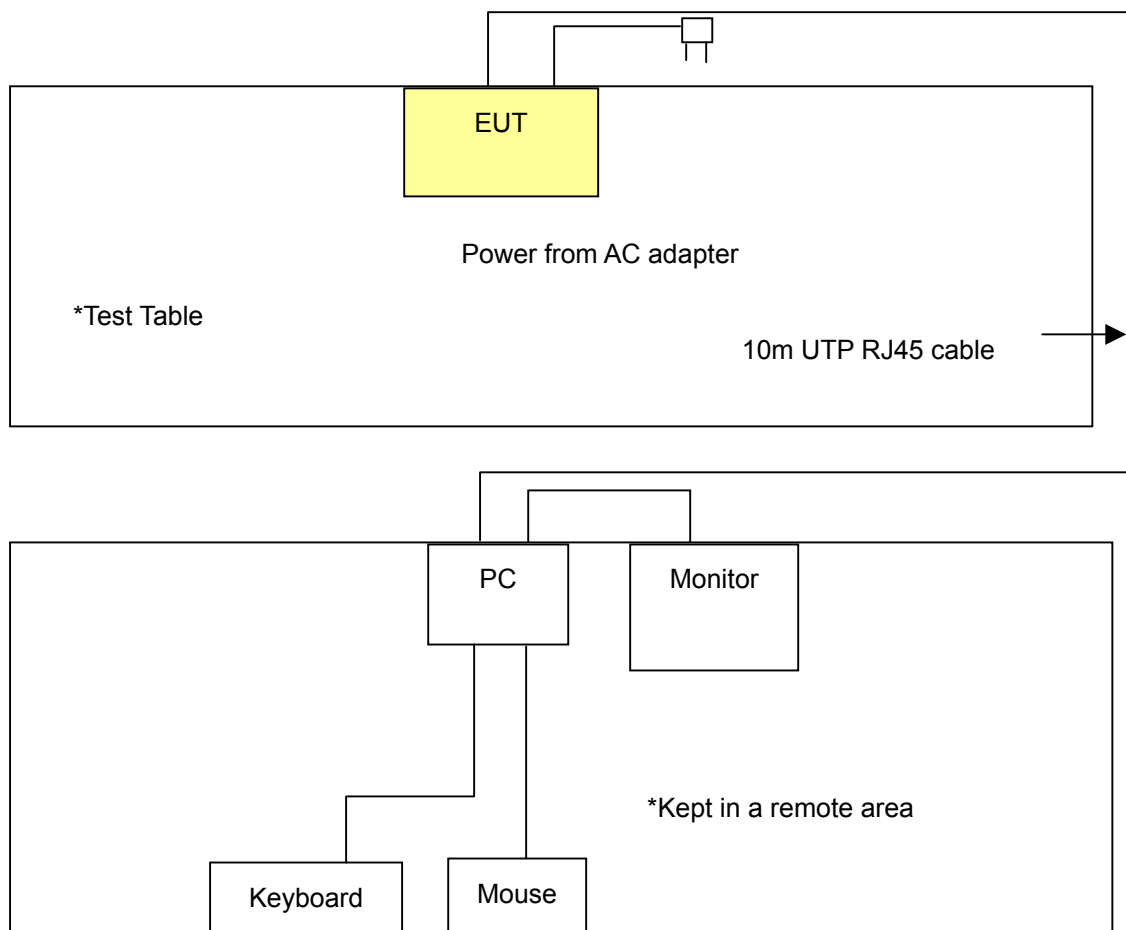 EUT
Power from AC adapter
*Test Table
10m UTP RJ45 cable
PC
Monitor
*Kept in a remote area
Keyboard
Mouse